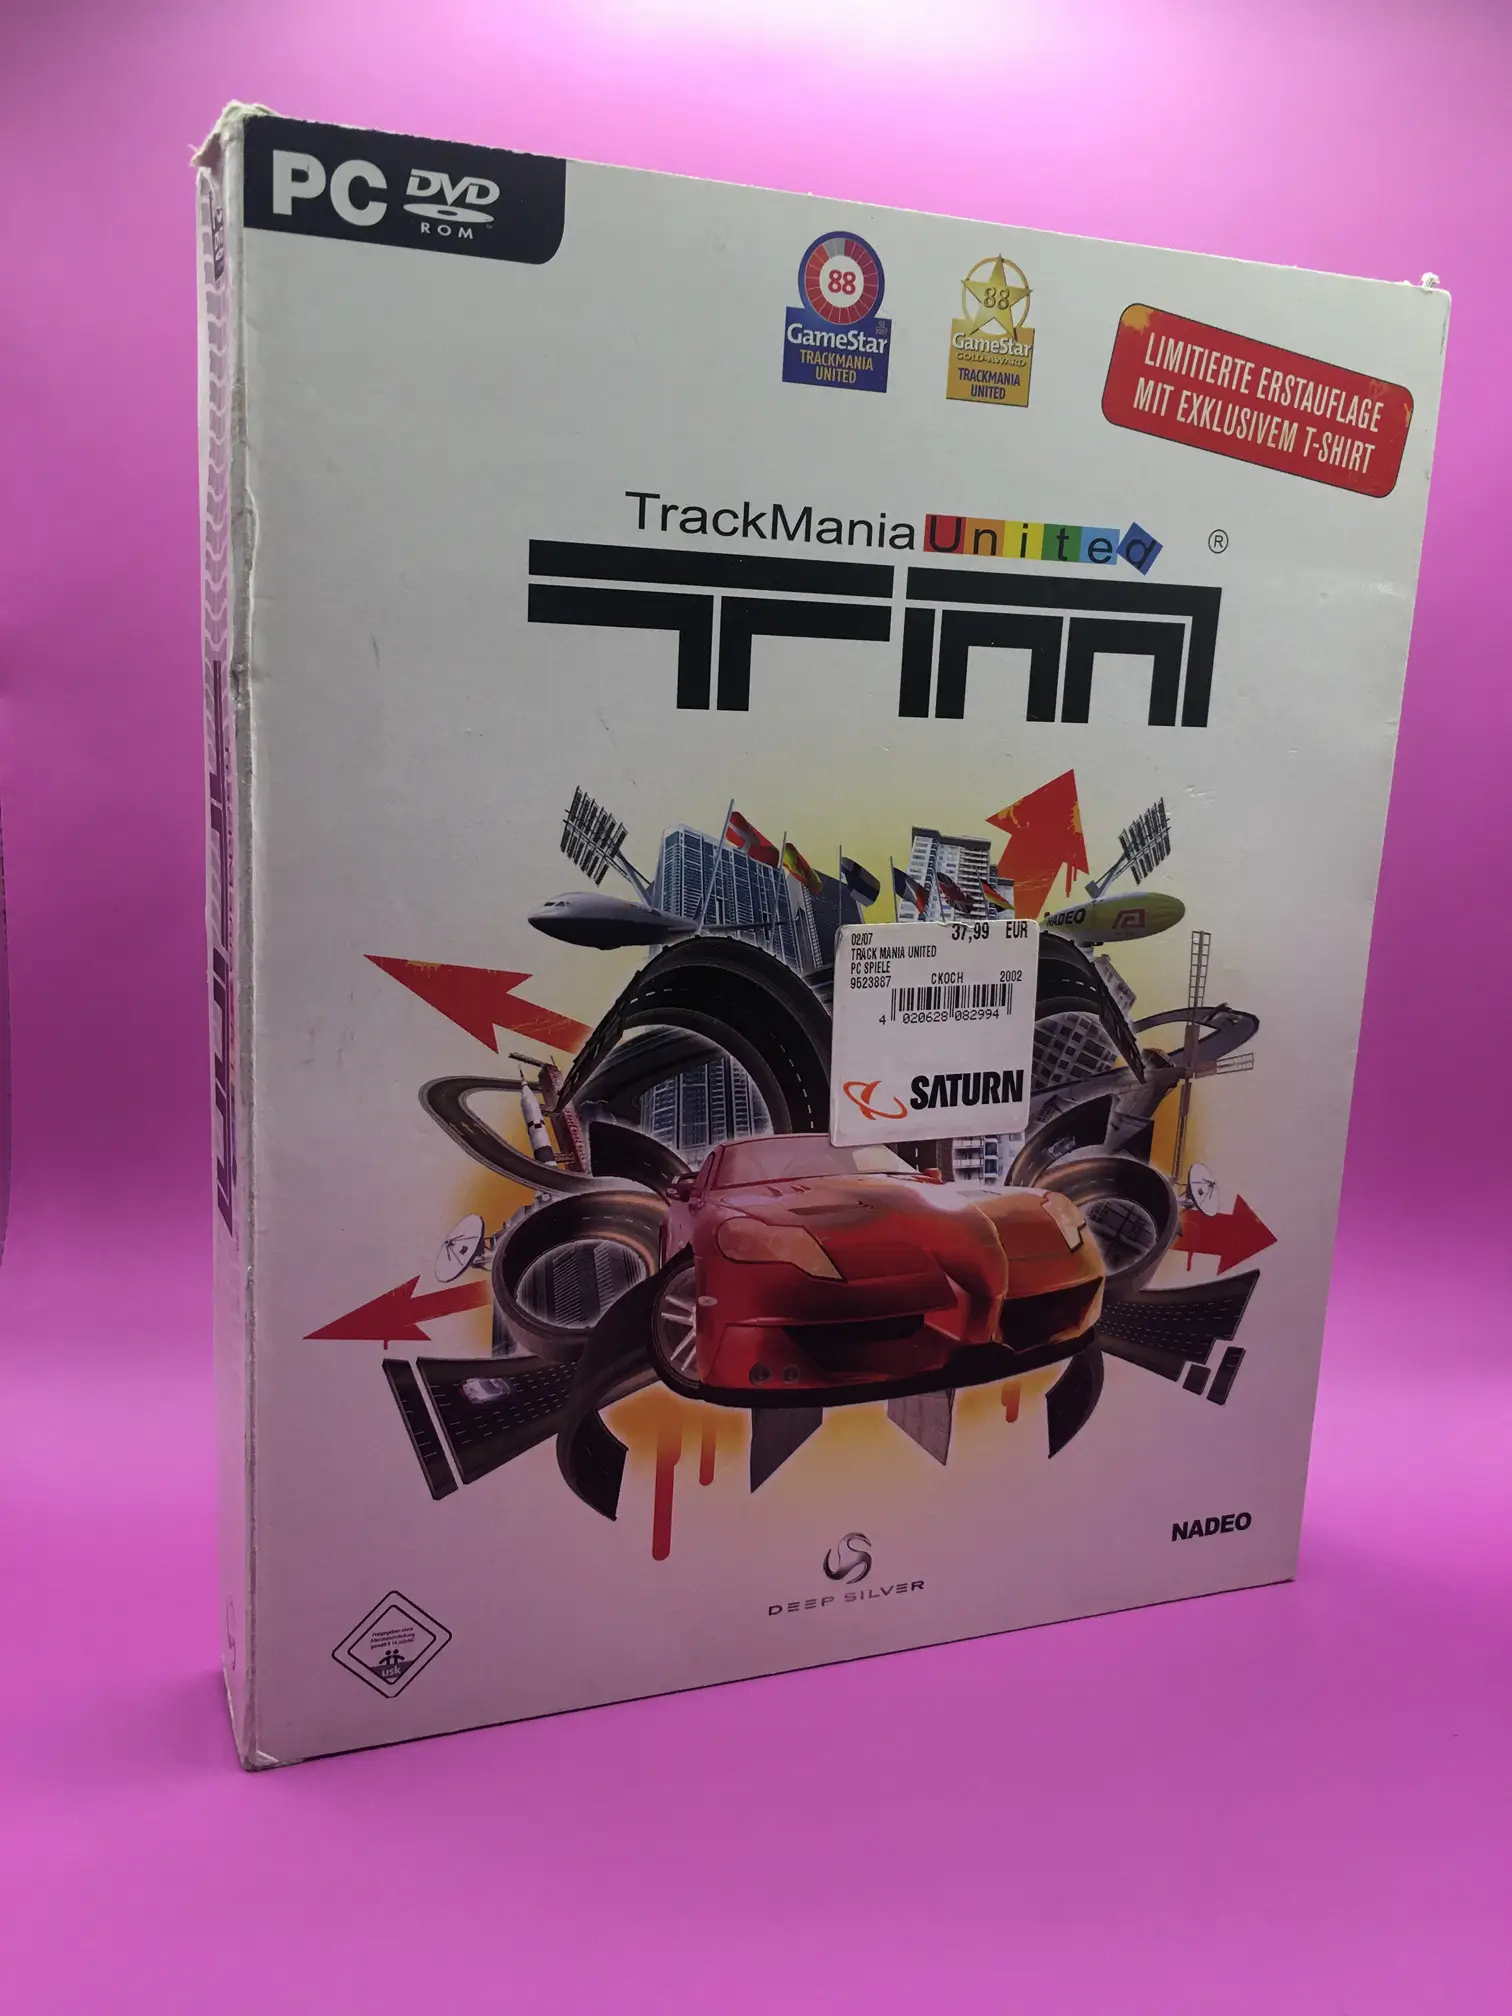 PC DVD
ROM
88
GameStar
TRACKMANIA
UNITED
88
GameStar
GOLD-AWARD
TRACKMANIA
UNITED
LIMITIERTE ERSTAUFLAGE
MIT EXKLUSIVEM T-SHIRT
TrackMania United ®
TM
NADEO
02/07 37,99 EUR
TRACK MANIA UNITED
PC SPIELE
9523887 CKOCH 2002
4 020628 082994
SATURN
NADEO
DEEP SILVER
usk